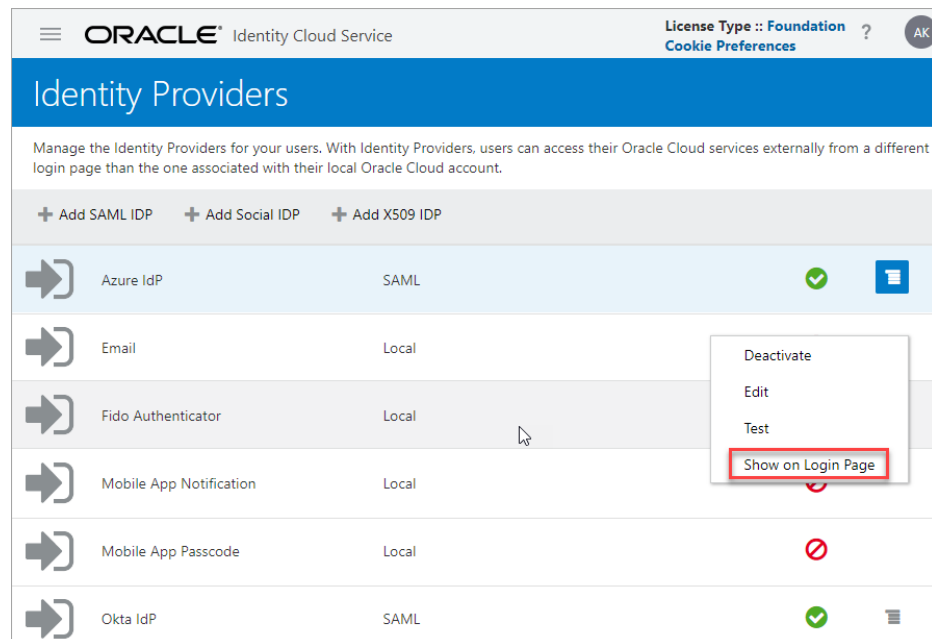 ORACLE® Identity Cloud Service
License Type :: Foundation ?
Cookie Preferences
AK
Identity Providers
Manage the Identity Providers for your users. With Identity Providers, users can access their Oracle Cloud services externally from a different
login page than the one associated with their local Oracle Cloud account.
+ Add SAML IDP + Add Social IDP + Add X509 IDP
Azure IdP SAML
Email Local
Deactivate
Edit
Fido Authenticator Local
Test
Show on Login Page
Mobile App Notification Local
Mobile App Passcode Local
Okta IdP SAML